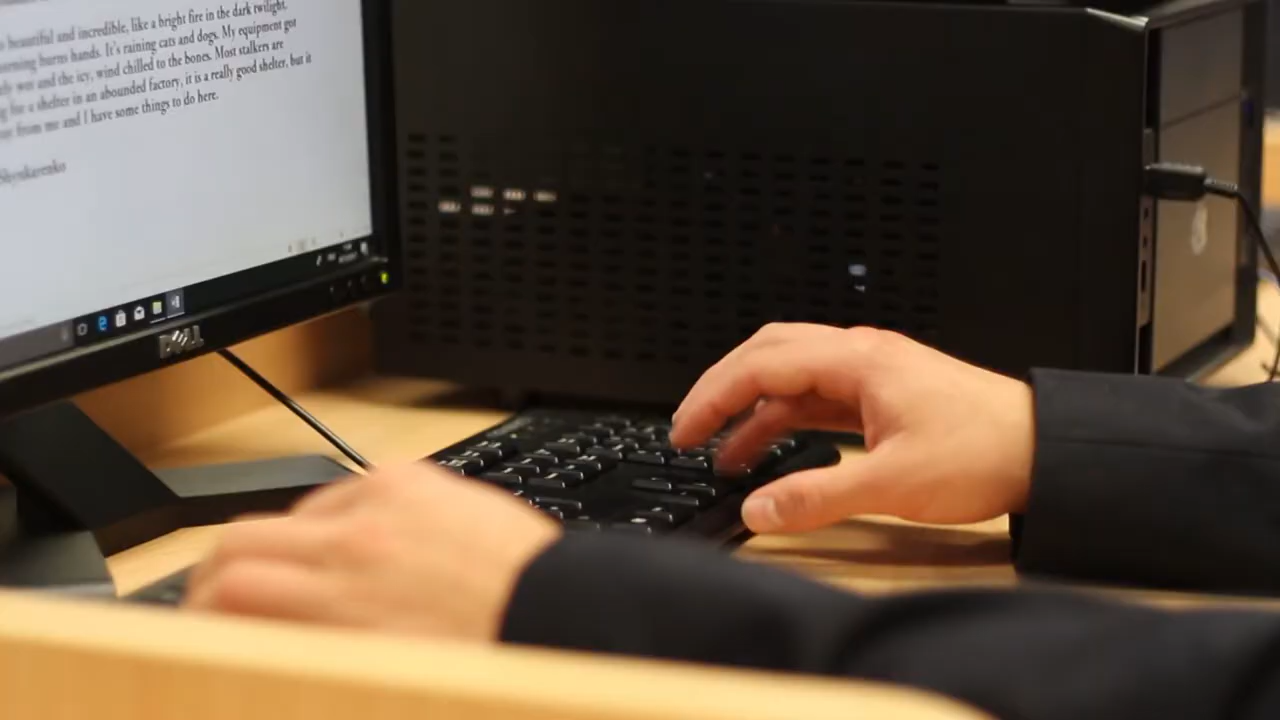 beautiful and incredible, like a bright fire in the dark twilight,
burns hands. It's raining cats and dogs. My equipment got
wet and the icy, wind chilled to the bones. Most stalkers are
for a shelter in an abounded factory, it is a really good shelter, but it
from me and I have some things to do here.
DELL